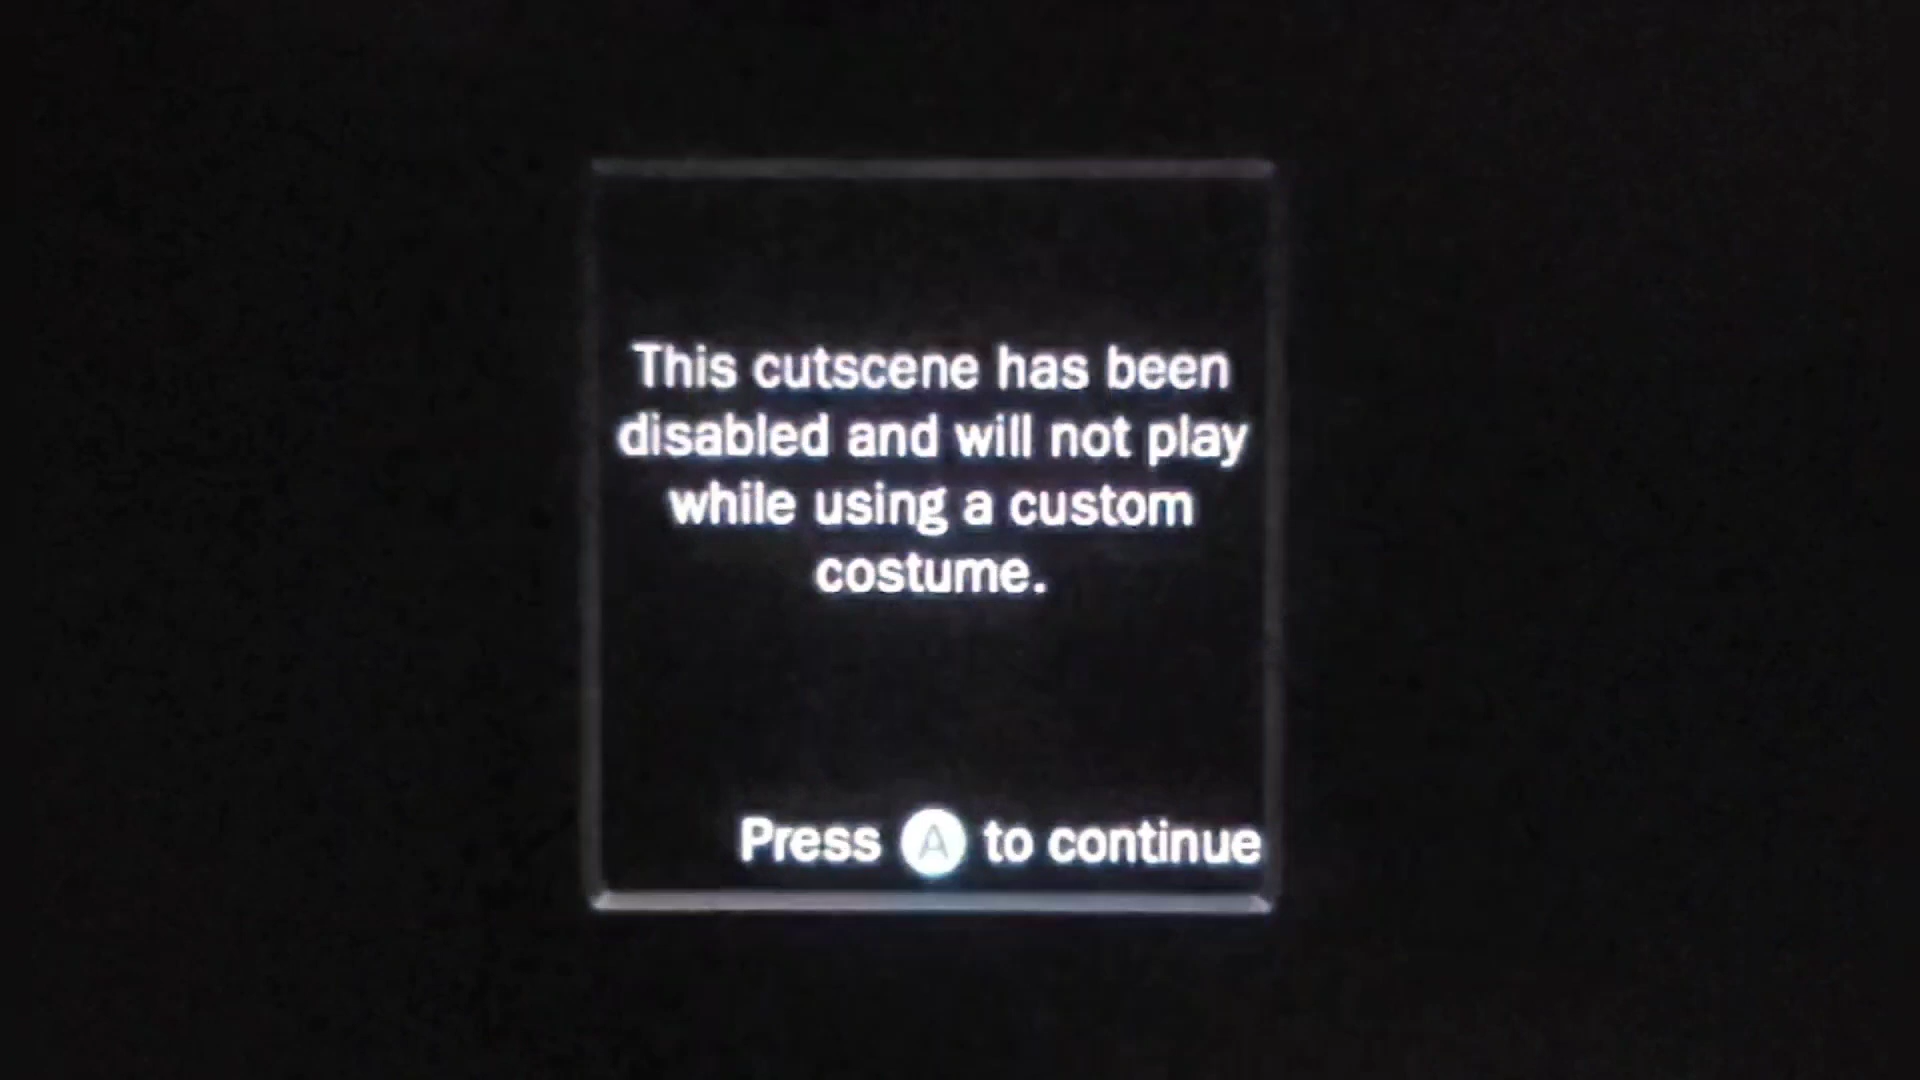 This cutscene has been
disabled and will not play
while using a custom
costume.
Press A to continue